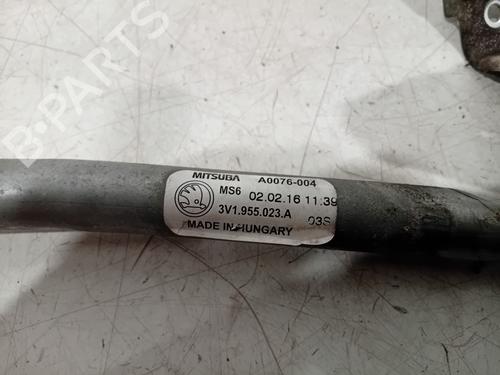 B-PARTS
MITSUBA A0076-004
MS6 02.02.16 11:39
3V1.955.023.A 03S
MADE IN HUNGARY